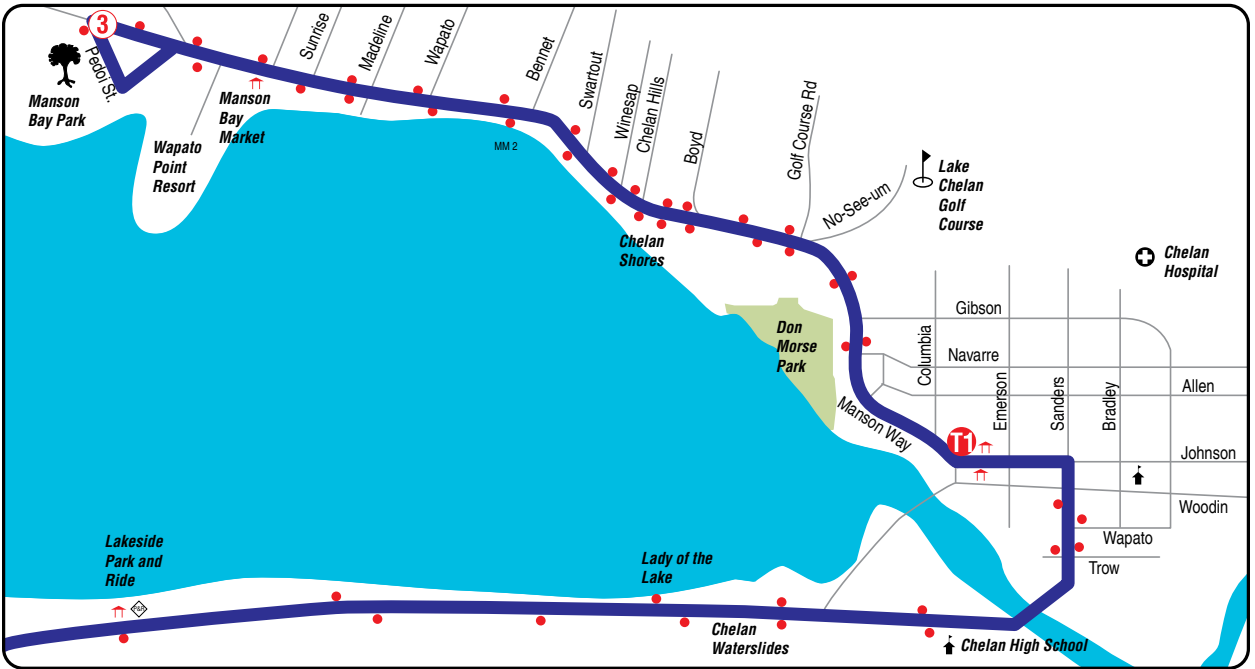 3
Pedoi St.
Manson
Bay Park
Wapato
Point
Resort
Manson
Bay
Market
Sunrise
Madeline
Wapato
Bennet
MM 2
Swartout
Winesap
Chelan Hills
Boyd
Golf Course Rd
No-See-um
Lake
Chelan
Golf
Course
Chelan
Shores
Chelan
Hospital
Don
Morse
Park
Gibson
Columbia
Navarre
Emerson
Sanders
Bradley
Allen
Manson Way
T1
Johnson
Woodin
Wapato
Trow
Lakeside
Park and
Ride
P&R
Lady of the
Lake
Chelan
Waterslides
Chelan High School